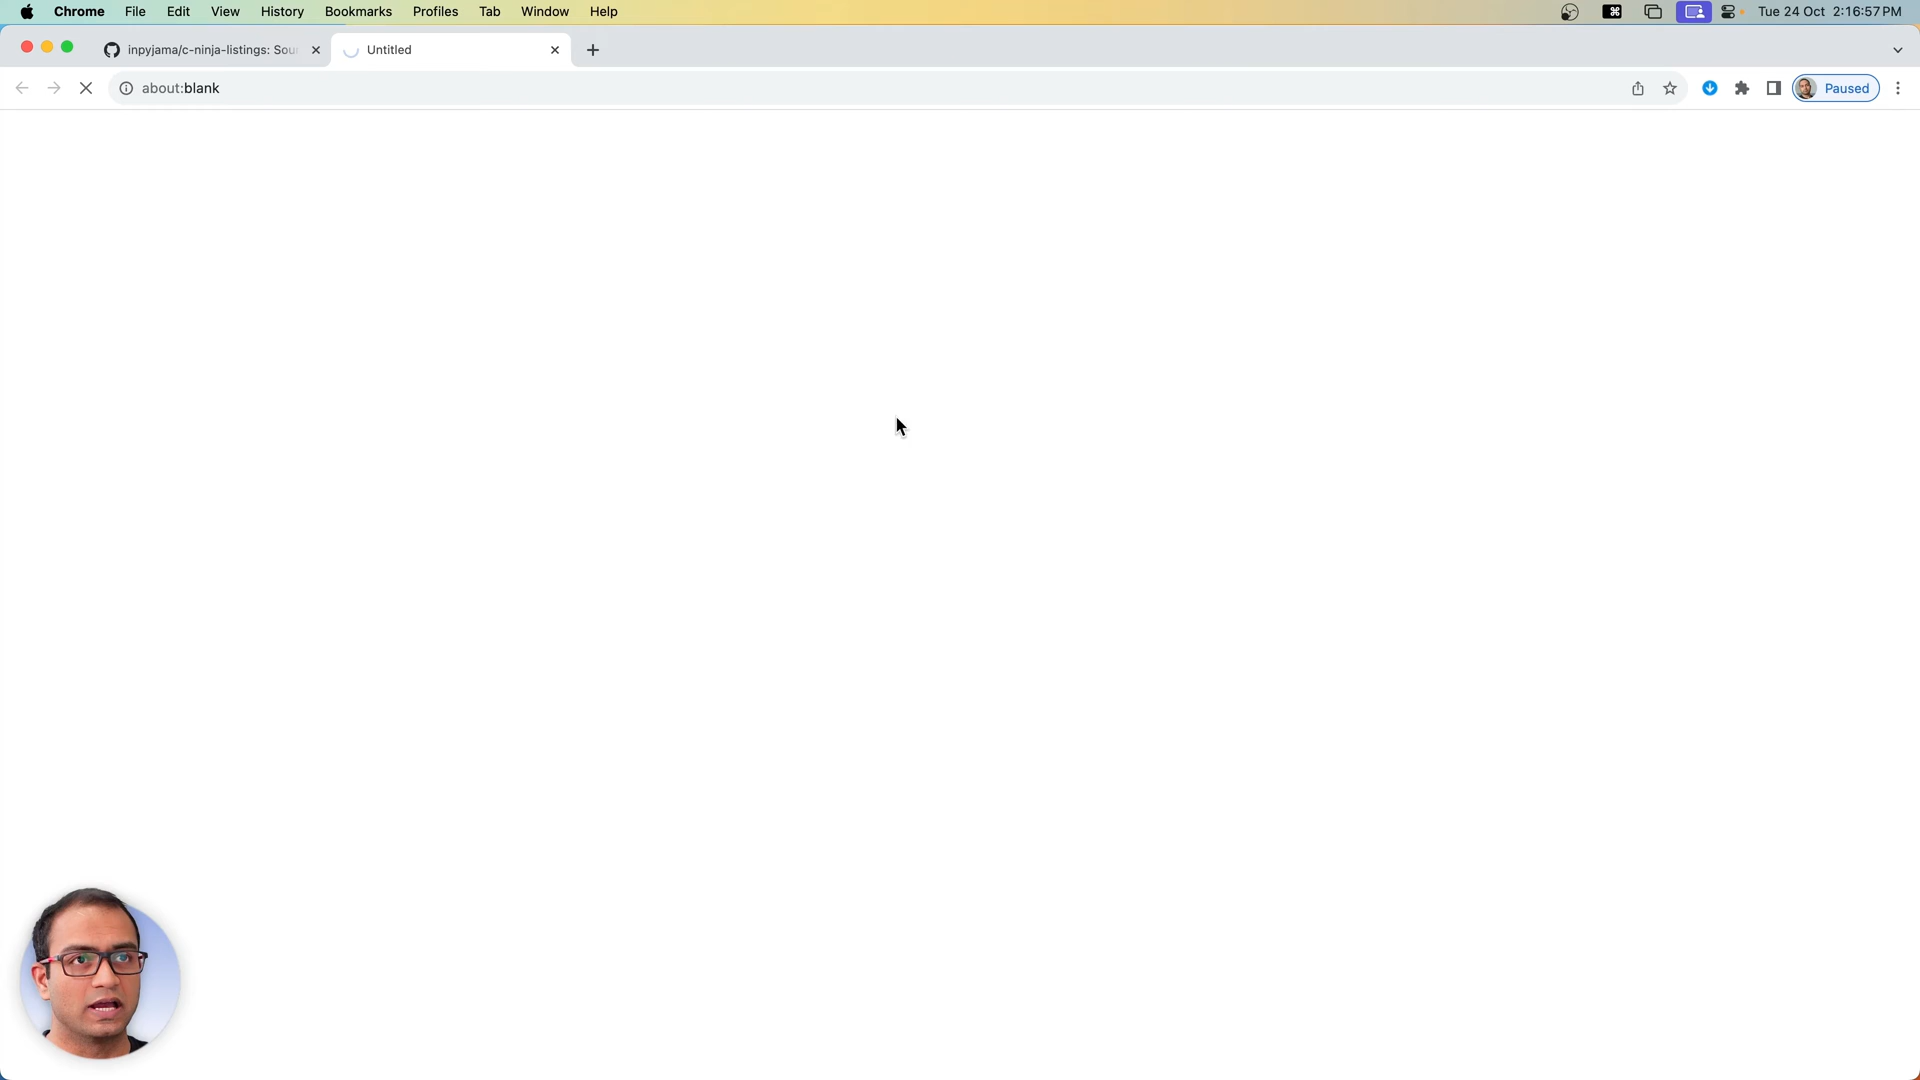 Chrome File Edit View History Bookmarks Profiles Tab Window Help Tue 24 Oct 2:16:57 PM
inpyjama/c-ninja-listings: Sou Untitled
about:blank Paused